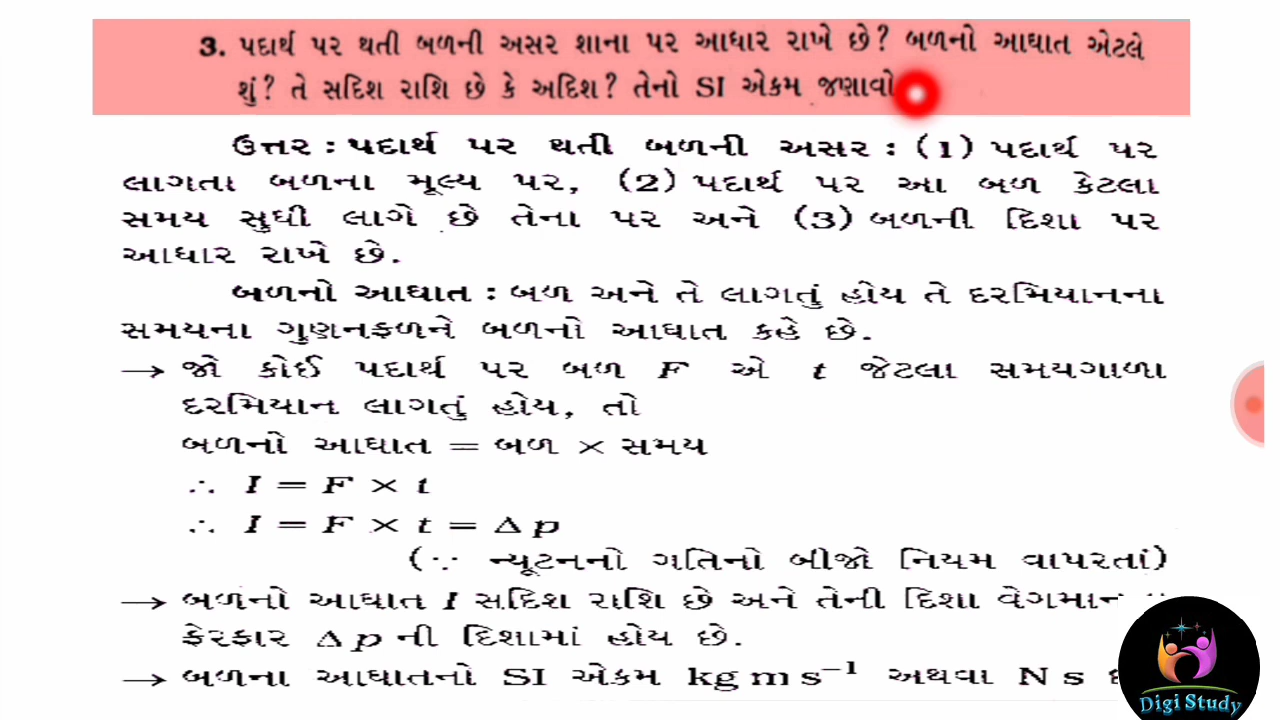 3. પદાર્થ પર થતી બળની અસર શાના પર આધાર રાખે છે? બળનો આઘાત એટલે
શું? તે સદિશ રાશિ છે કે અદિશ? તેનો SI એકમ જણાવો
ઉત્તર : પદાર્થ પર થતી બળની અસર : (1) પદાર્થ પર
લાગતા બળના મૂલ્ય પર, (2) પદાર્થ પર આ બળ કેટલા
સમય સુધી લાગે છે તેના પર અને (3) બળની દિશા પર
આધાર રાખે છે.
બળનો આઘાત : બળ અને તે લાગતું હોય તે દરમિયાનના
સમયના ગુણનફળને બળનો આઘાત કહે છે.
→ જો કોઈ પદાર્થ પર બળ F એ t જેટલા સમયગાળા
દરમિયાન લાગતું હોય, તો
બળનો આઘાત = બળ × સમય
∴ I = F × t
∴ I = F × t = Δ p
(∵ ન્યૂટનનો ગતિનો બીજો નિયમ વાપરતાં)
→ બળનો આઘાત I સદિશ રાશિ છે અને તેની દિશા
ફેરફાર Δ p ની દિશામાં હોય છે.
→ બળના આઘાતનો SI એકમ kg m s⁻¹ અથવા N s
Digi Study